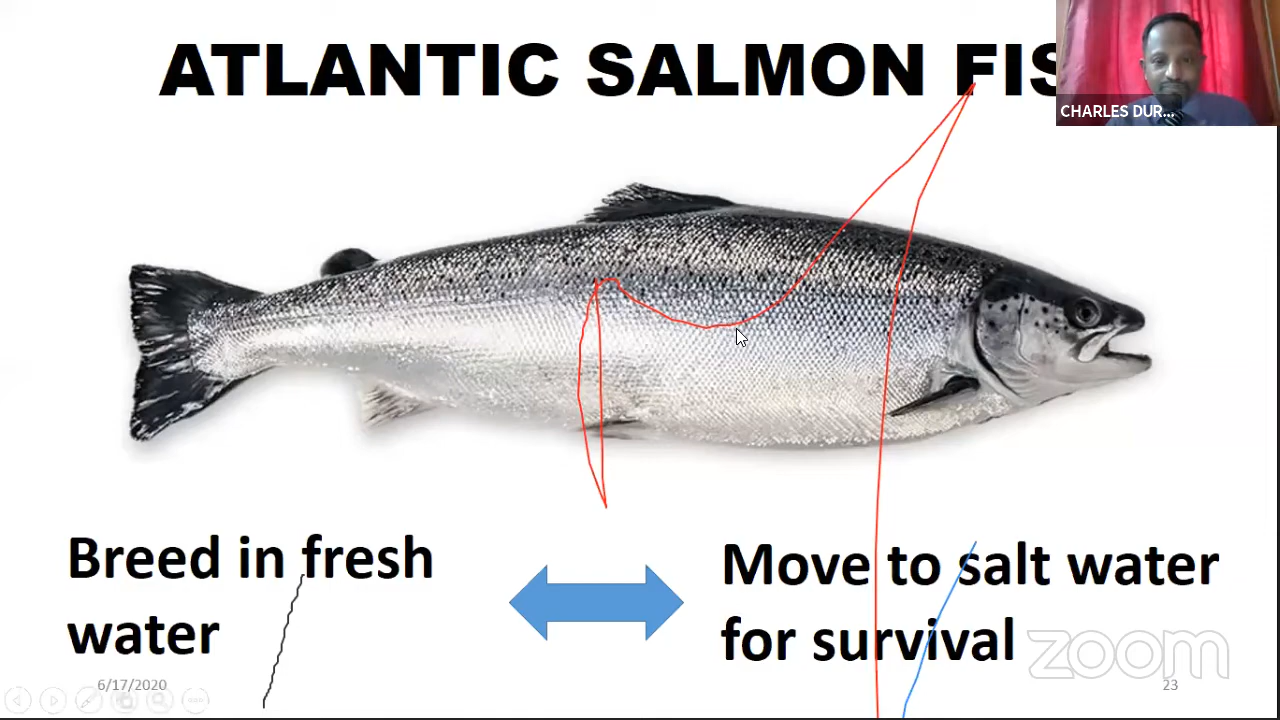 ATLANTIC SALMON FIS
CHARLES DUR...
Breed in fresh
water
Move to salt water
for survival
zoom
6/17/2020
23